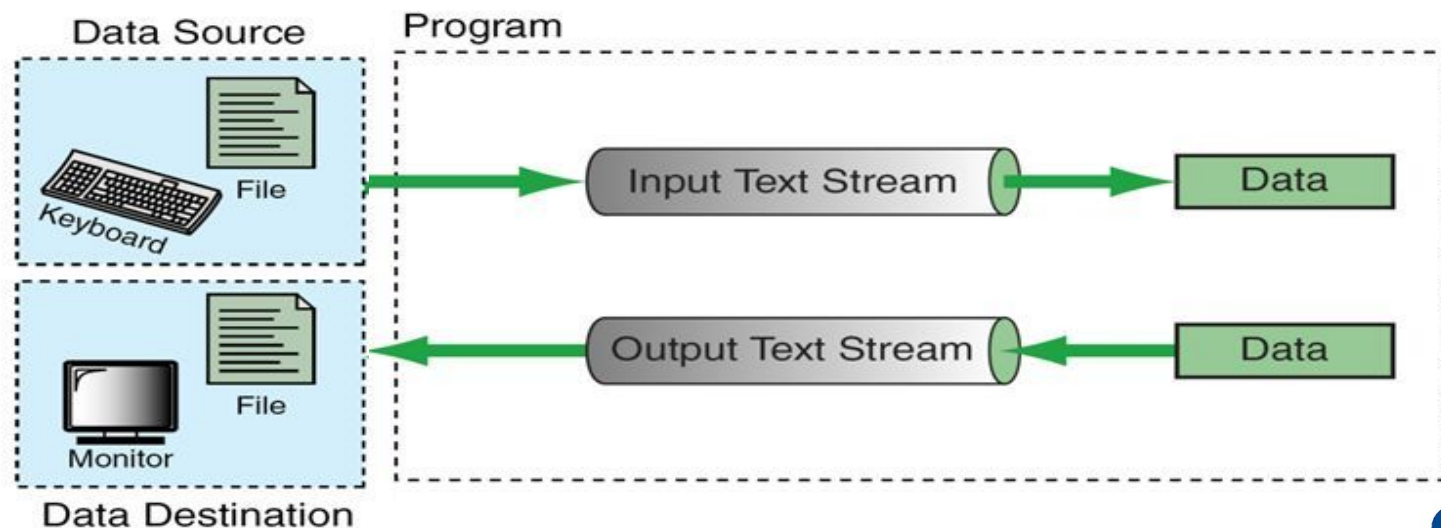 Data Source
Program
File
Keyboard
Input Text Stream
Data
File
Monitor
Output Text Stream
Data
Data Destination